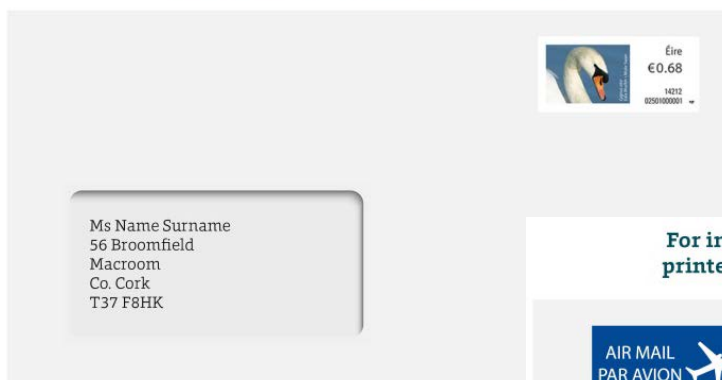 Éire
€0.68
14212
02501000001
Ms Name Surname
56 Broomfield
Macroom
Co. Cork
T37 F8HK
For in
printe
AIR MAIL
PAR AVION